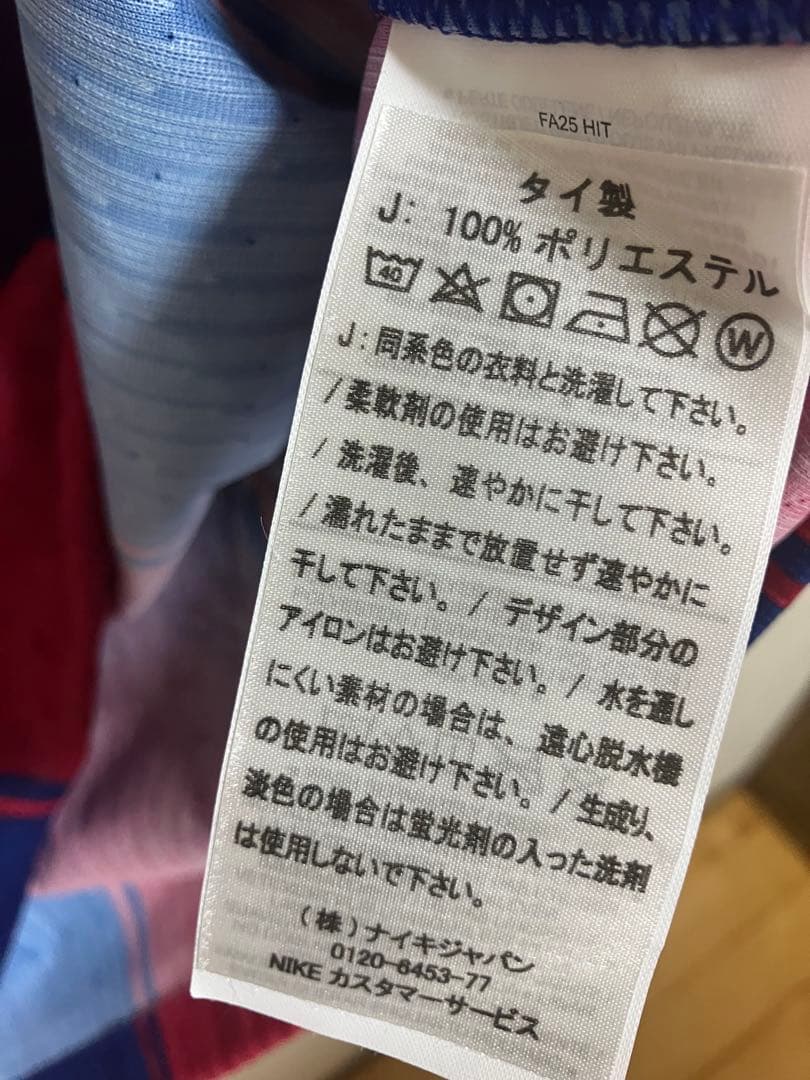 FA25 HIT
タイ製
J: 100% ポリエステル
40
W
J:同系色の衣料と洗濯して下さい。
/柔軟剤の使用はお避け下さい。
/ 洗濯後、速やかに干して下さい。
/濡れたままで放置せず速やかに
干して下さい。/ デザイン部分の
アイロンはお避け下さい。/ 水を通し
にくい素材の場合は、遠心脱水機
の使用はお避け下さい。/生成り、
淡色の場合は蛍光剤の入った洗剤
は使用しないで下さい。
(株)ナイキジャパン
0120-6453-77
NIKE カスタマーサービス